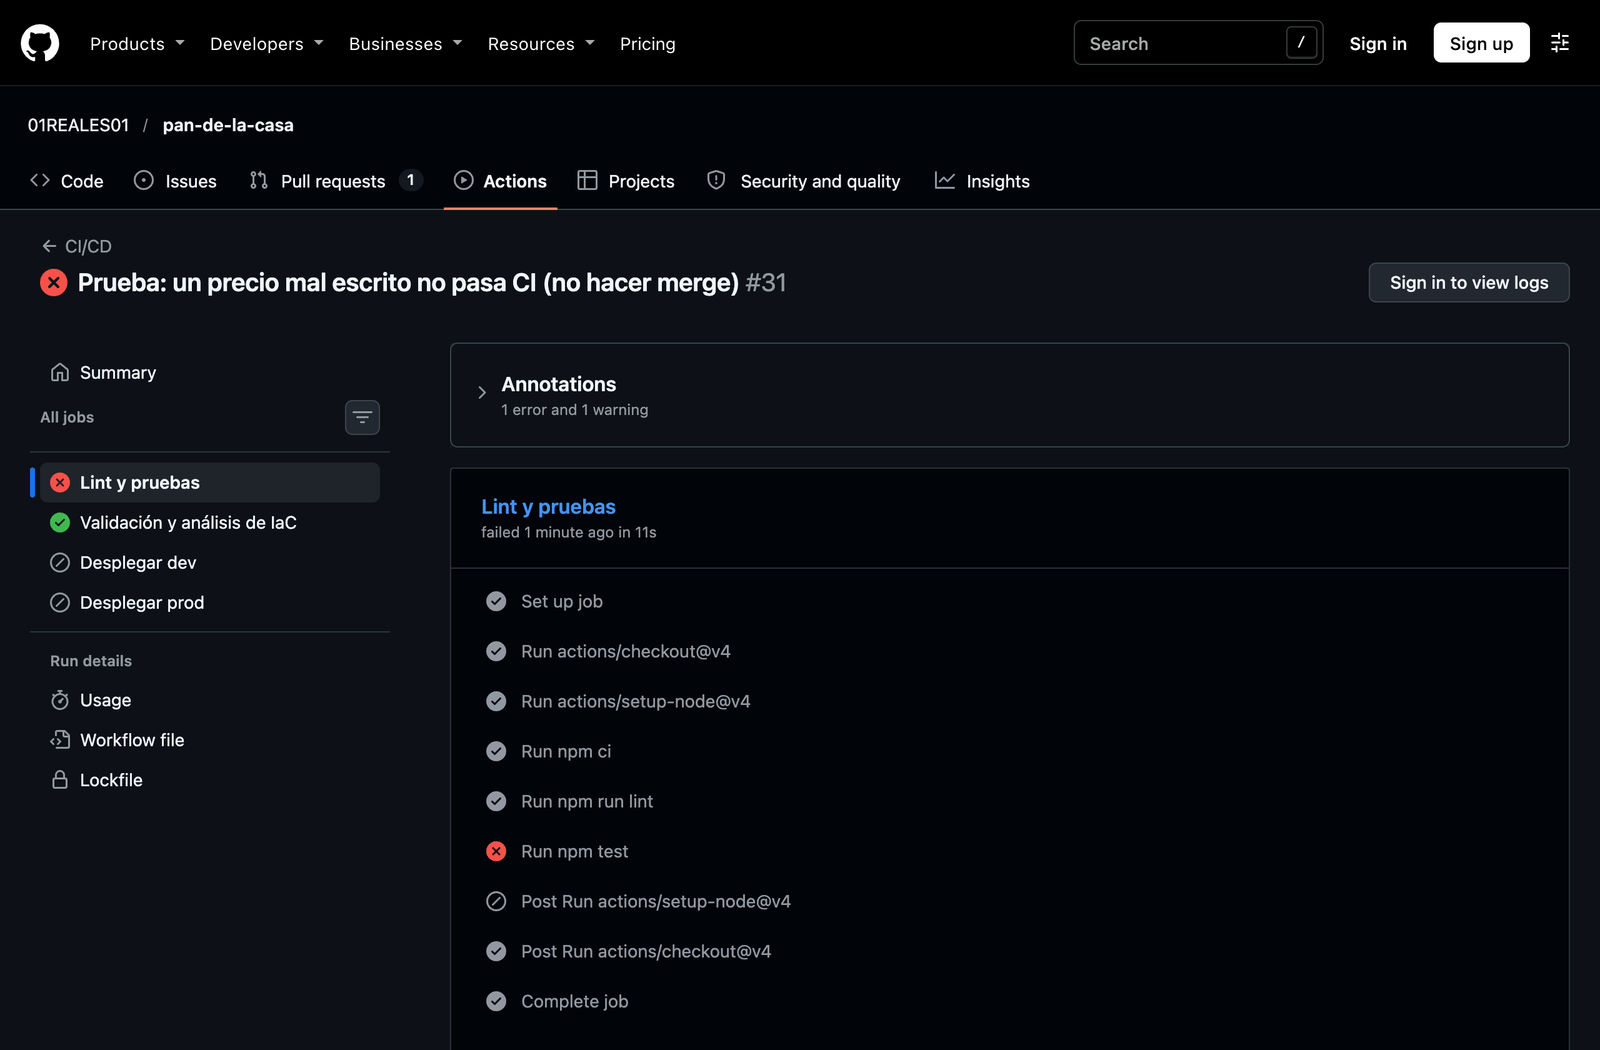 Products
Developers
Businesses
Resources
Pricing
Search
/
Sign in
Sign up
01REALES01 / pan-de-la-casa
Code
Issues
Pull requests 1
Actions
Projects
Security and quality
Insights
CI/CD
Prueba: un precio mal escrito no pasa CI (no hacer merge) #31
Sign in to view logs
Summary
All jobs
Lint y pruebas
Validación y análisis de IaC
Desplegar dev
Desplegar prod
Run details
Usage
Workflow file
Lockfile
Annotations
1 error and 1 warning
Lint y pruebas
failed 1 minute ago in 11s
Set up job
Run actions/checkout@v4
Run actions/setup-node@v4
Run npm ci
Run npm run lint
Run npm test
Post Run actions/setup-node@v4
Post Run actions/checkout@v4
Complete job